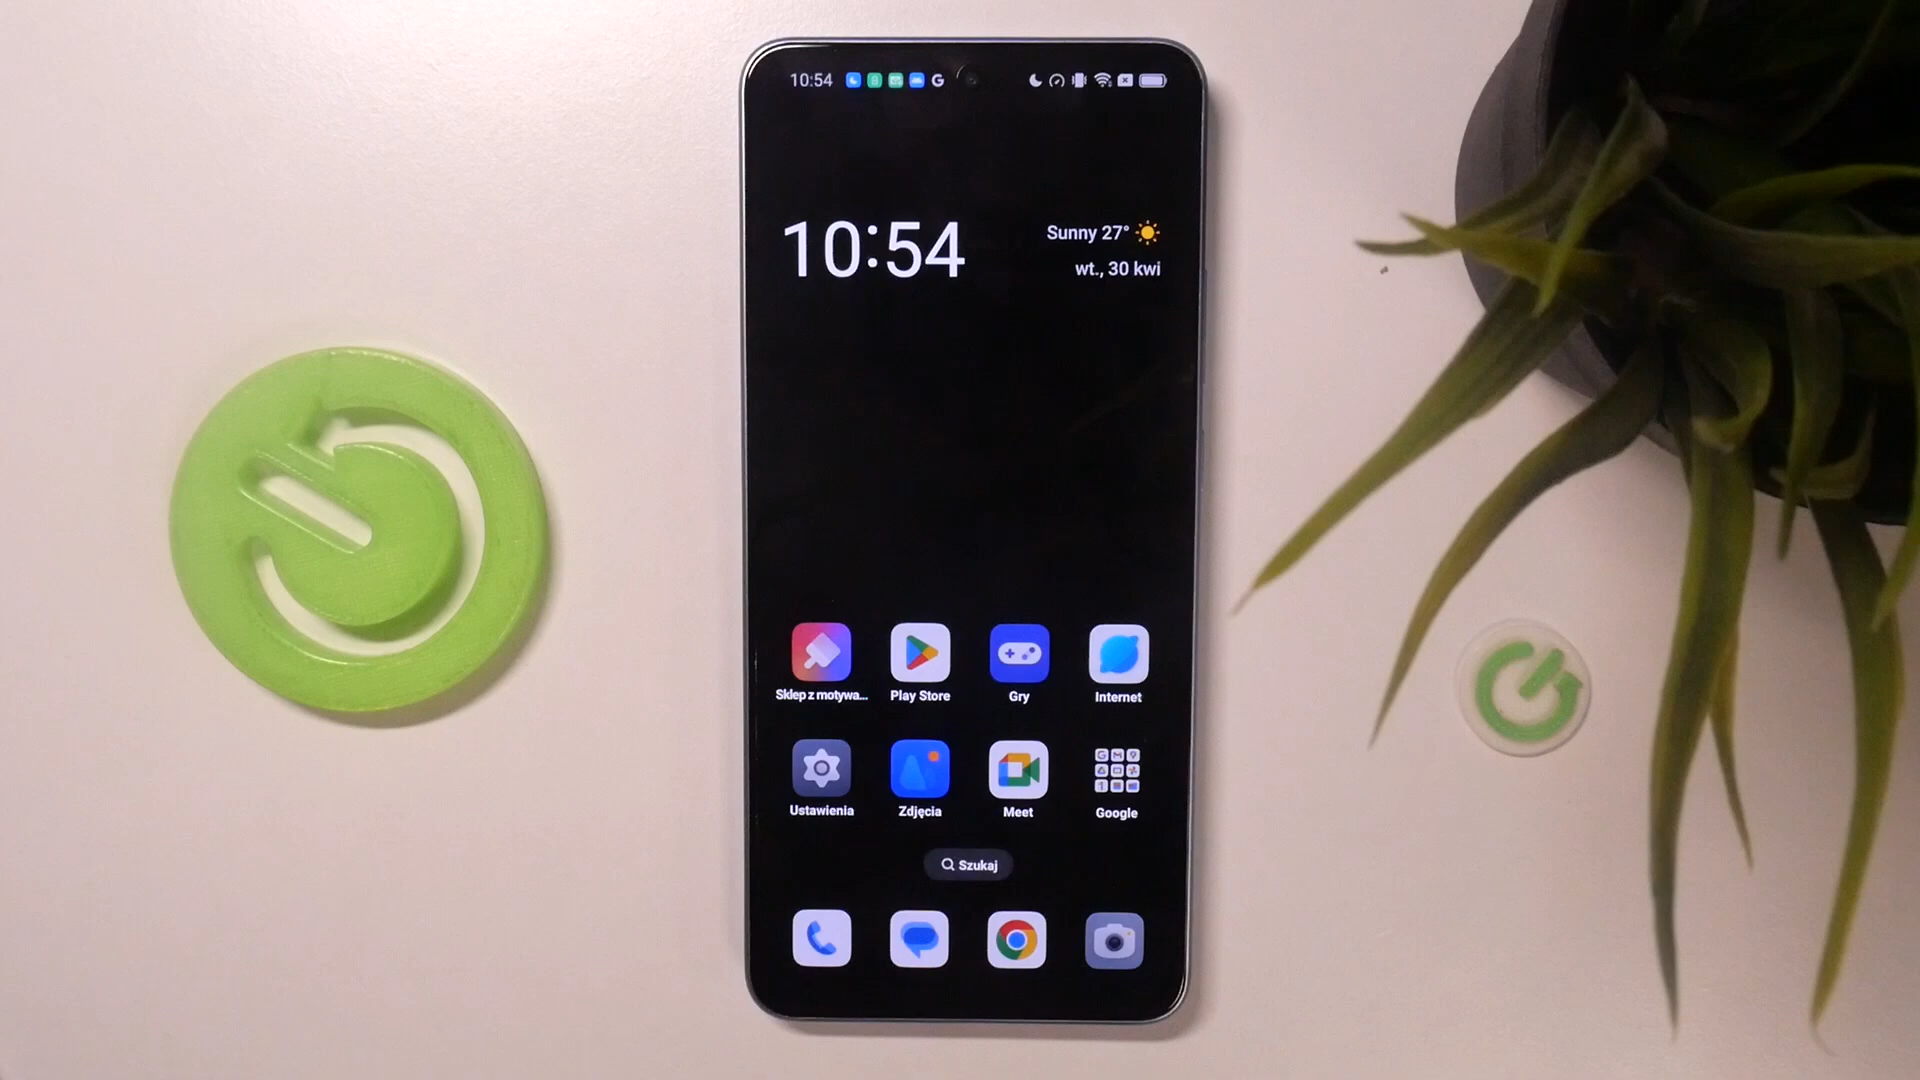 10:54
10:54
Sunny 27°
wt., 30 kwi
Sklep z motywa...
Play Store
Gry
Internet
Ustawienia
Zdjęcia
Meet
Google
Szukaj